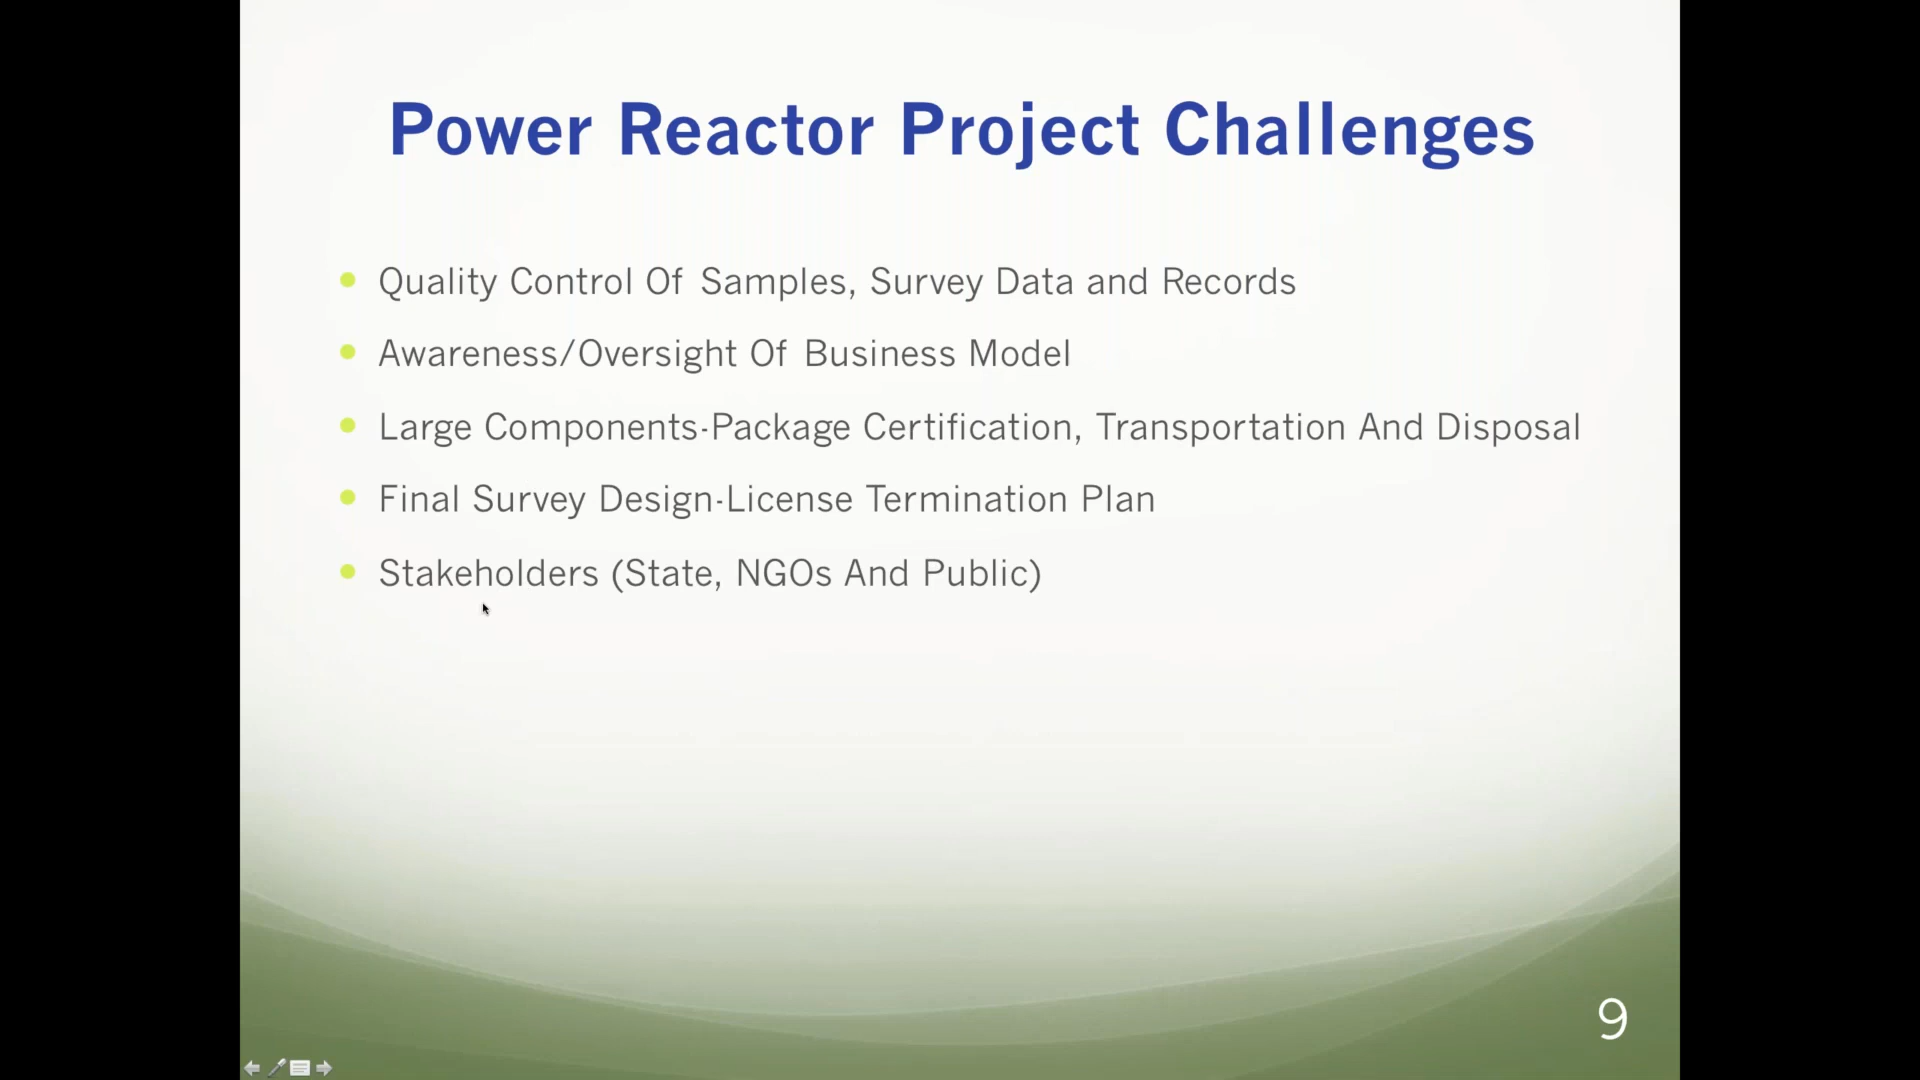 Power Reactor Project Challenges
Quality Control Of Samples, Survey Data and Records
Awareness/Oversight Of Business Model
Large Components-Package Certification, Transportation And Disposal
Final Survey Design-License Termination Plan
Stakeholders (State, NGOs And Public)
9